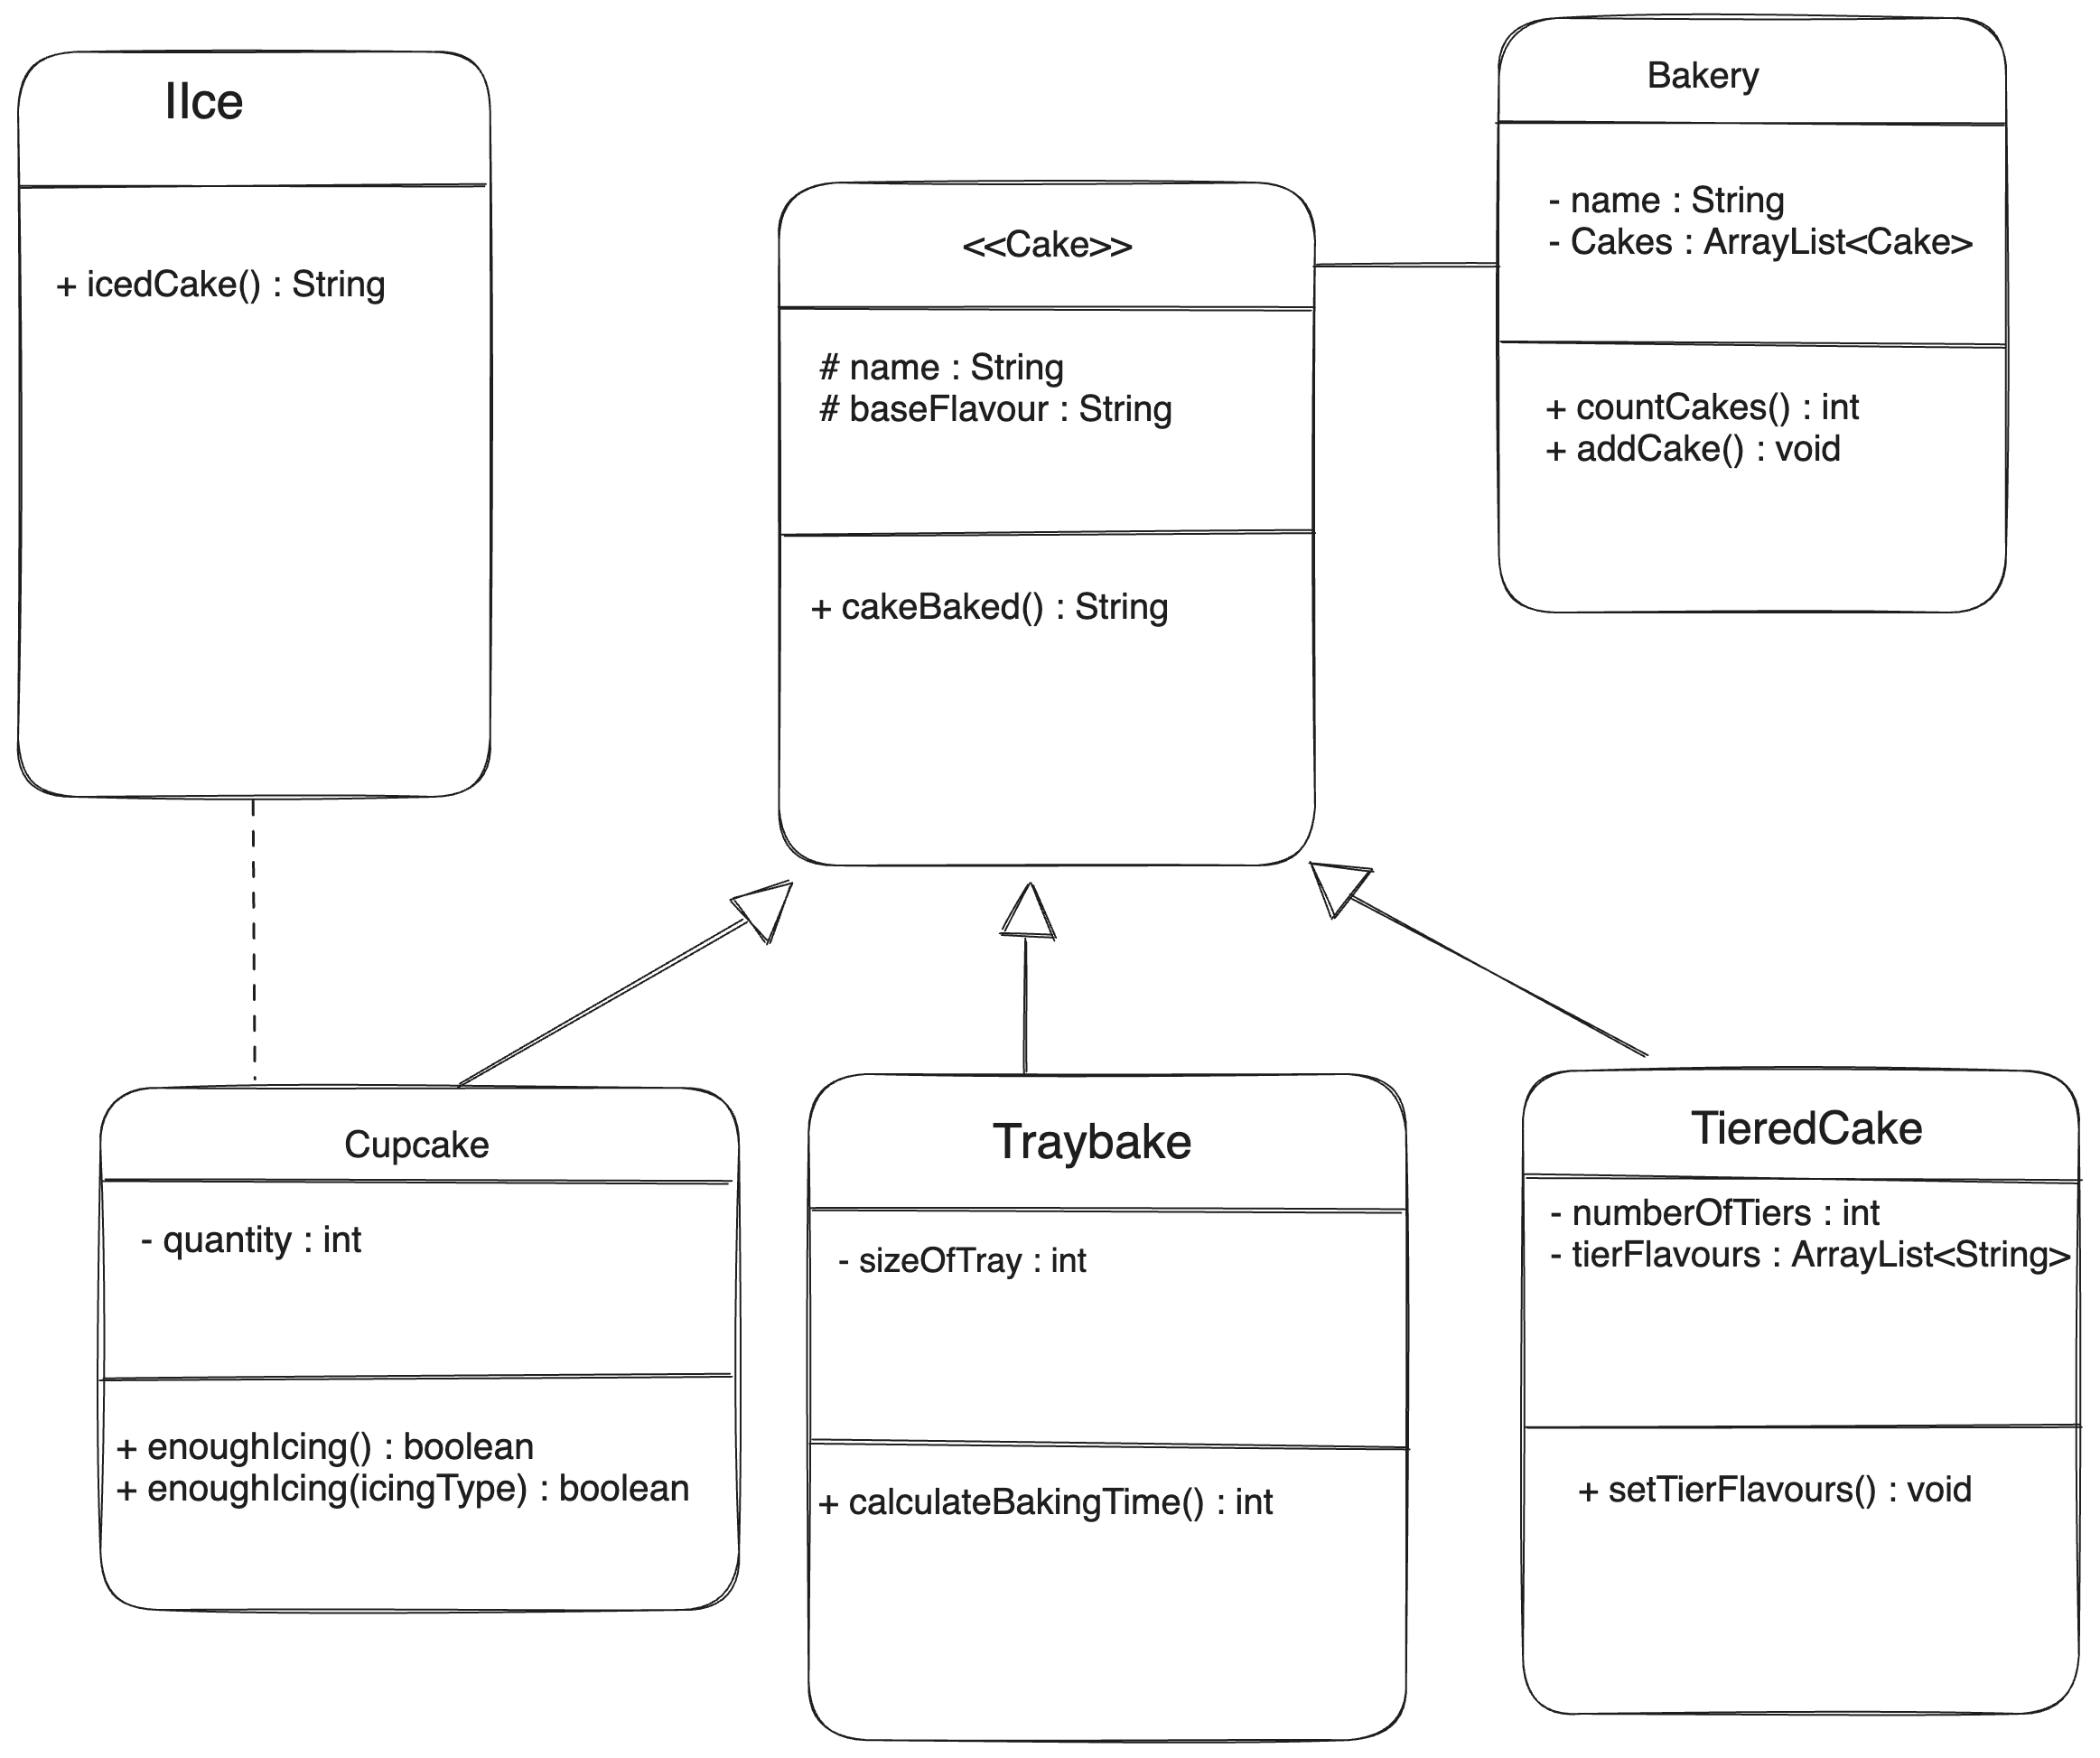 IIce
+ icedCake() : String
<<Cake>>
# name : String
# baseFlavour : String
+ cakeBaked() : String
Bakery
- name : String
- Cakes : ArrayList<Cake>
+ countCakes() : int
+ addCake() : void
Cupcake
- quantity : int
+ enoughIcing() : boolean
+ enoughIcing(icingType) : boolean
Traybake
- sizeOfTray : int
+ calculateBakingTime() : int
TieredCake
- numberOfTiers : int
- tierFlavours : ArrayList<String>
+ setTierFlavours() : void